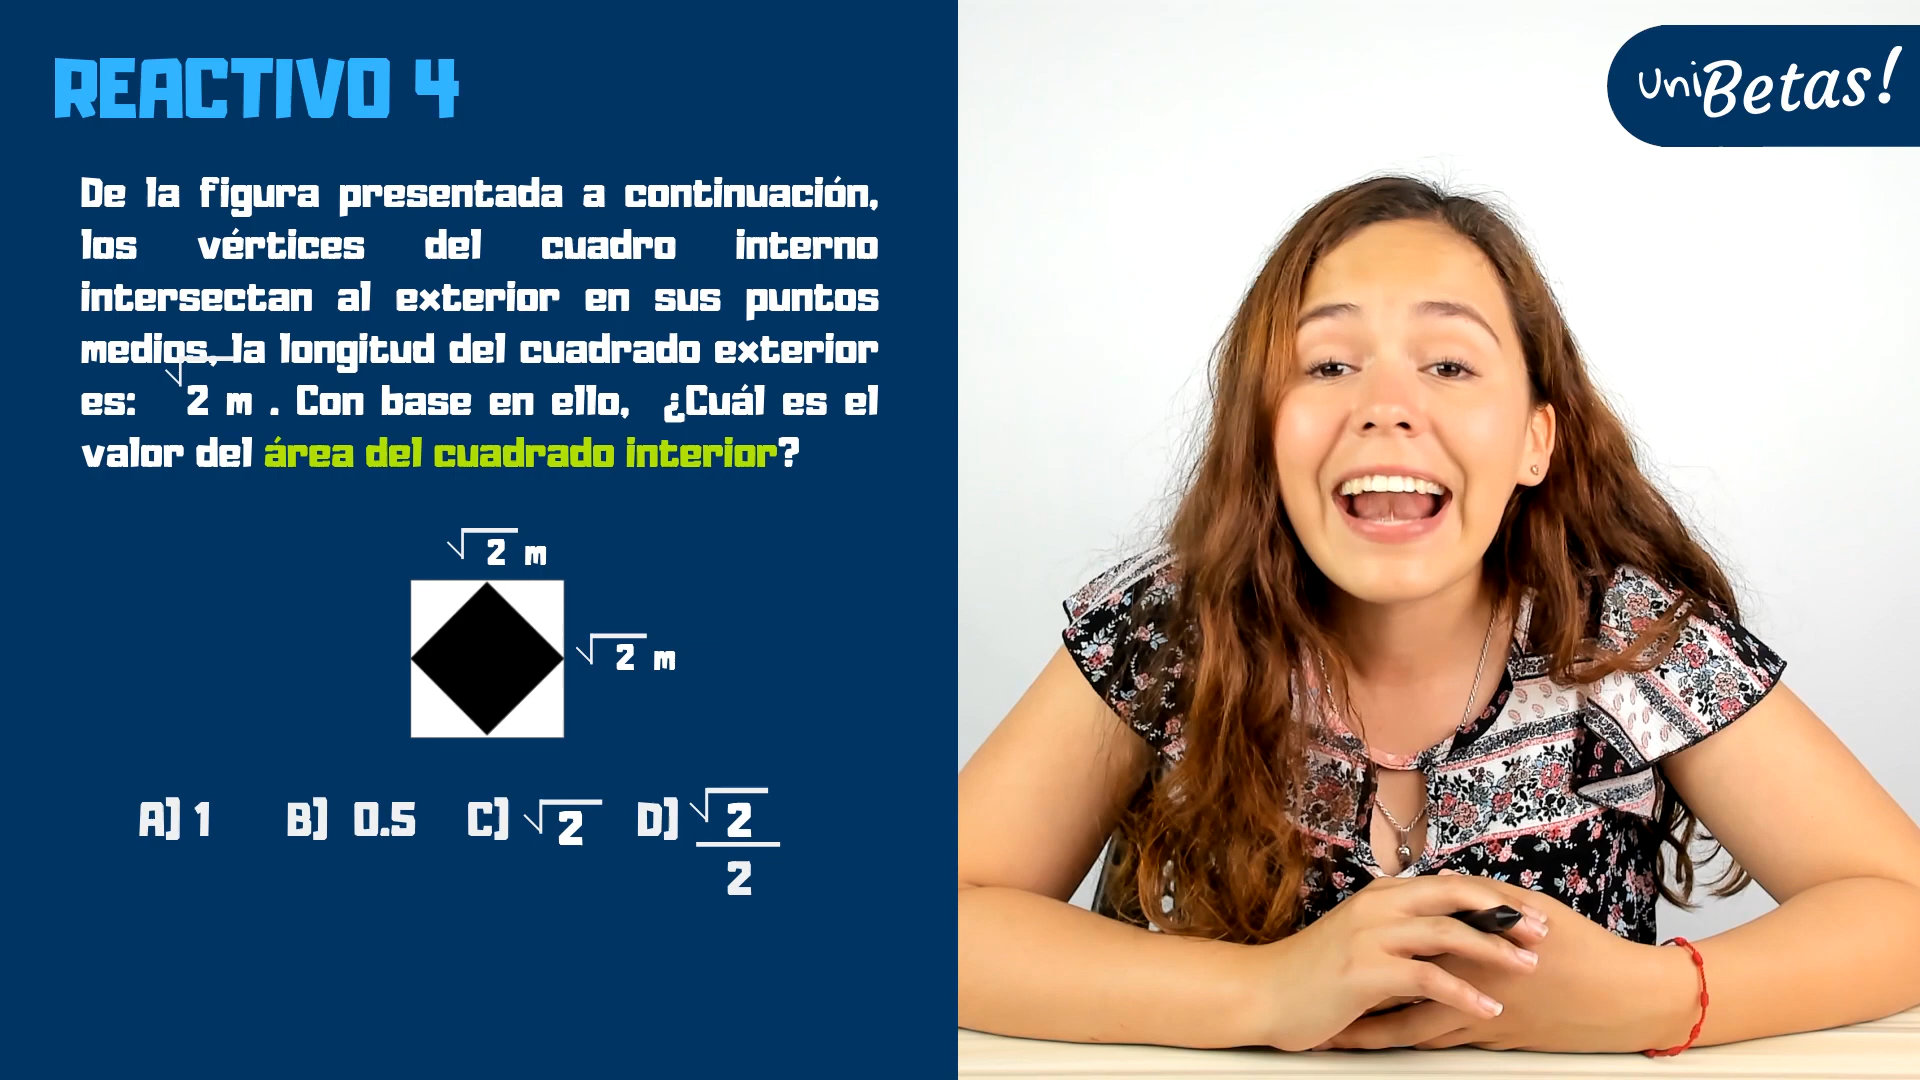 REACTIVO 4
uniBetas!
De la figura presentada a continuación,
los vértices del cuadro interno
intersectan al exterior en sus puntos
medios, la longitud del cuadrado exterior
es: √2 m . Con base en ello, ¿Cuál es el
valor del área del cuadrado interior?
√2 m
√2 m
A] 1 B] 0.5 C] √2 D] √2/2